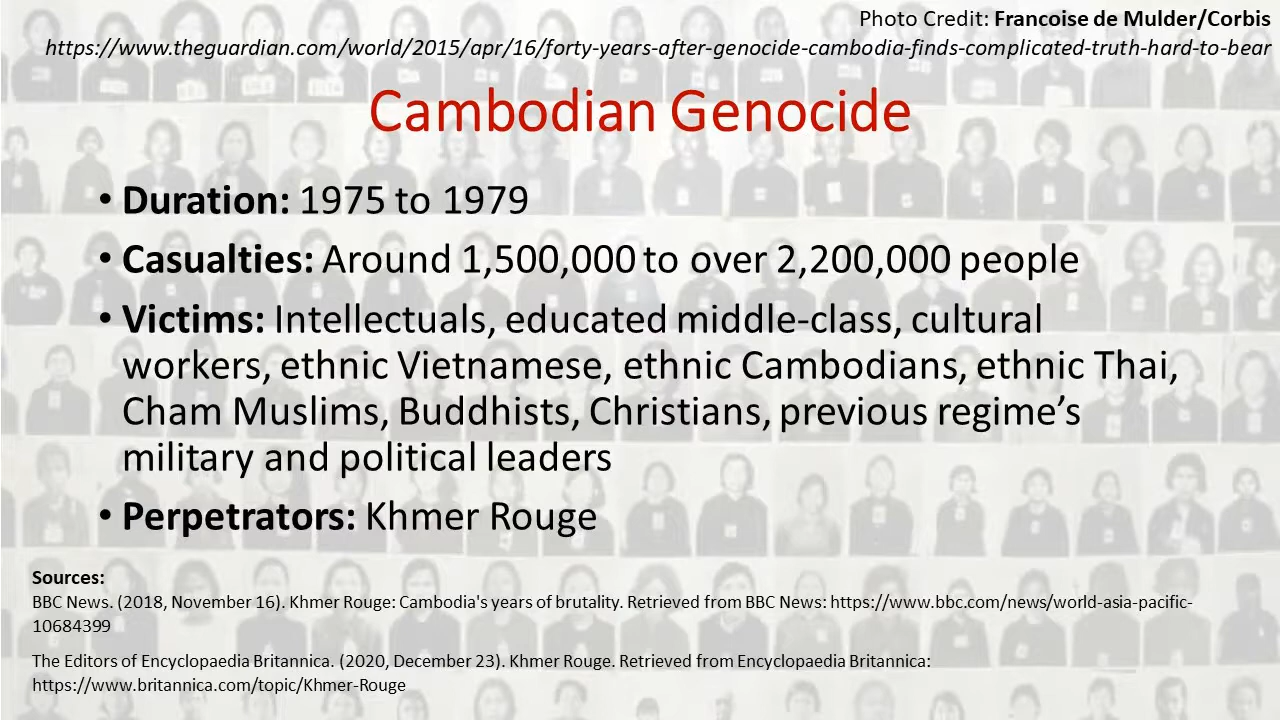 Photo Credit: Francoise de Mulder/Corbis
https://www.theguardian.com/world/2015/apr/16/forty-years-after-genocide-cambodia-finds-complicated-truth-hard-to-bear
Cambodian Genocide
• Duration: 1975 to 1979
• Casualties: Around 1,500,000 to over 2,200,000 people
• Victims: Intellectuals, educated middle-class, cultural
workers, ethnic Vietnamese, ethnic Cambodians, ethnic Thai,
Cham Muslims, Buddhists, Christians, previous regime’s
military and political leaders
• Perpetrators: Khmer Rouge
Sources:
BBC News. (2018, November 16). Khmer Rouge: Cambodia's years of brutality. Retrieved from BBC News: https://www.bbc.com/news/world-asia-pacific-
10684399
The Editors of Encyclopaedia Britannica. (2020, December 23). Khmer Rouge. Retrieved from Encyclopaedia Britannica:
https://www.britannica.com/topic/Khmer-Rouge